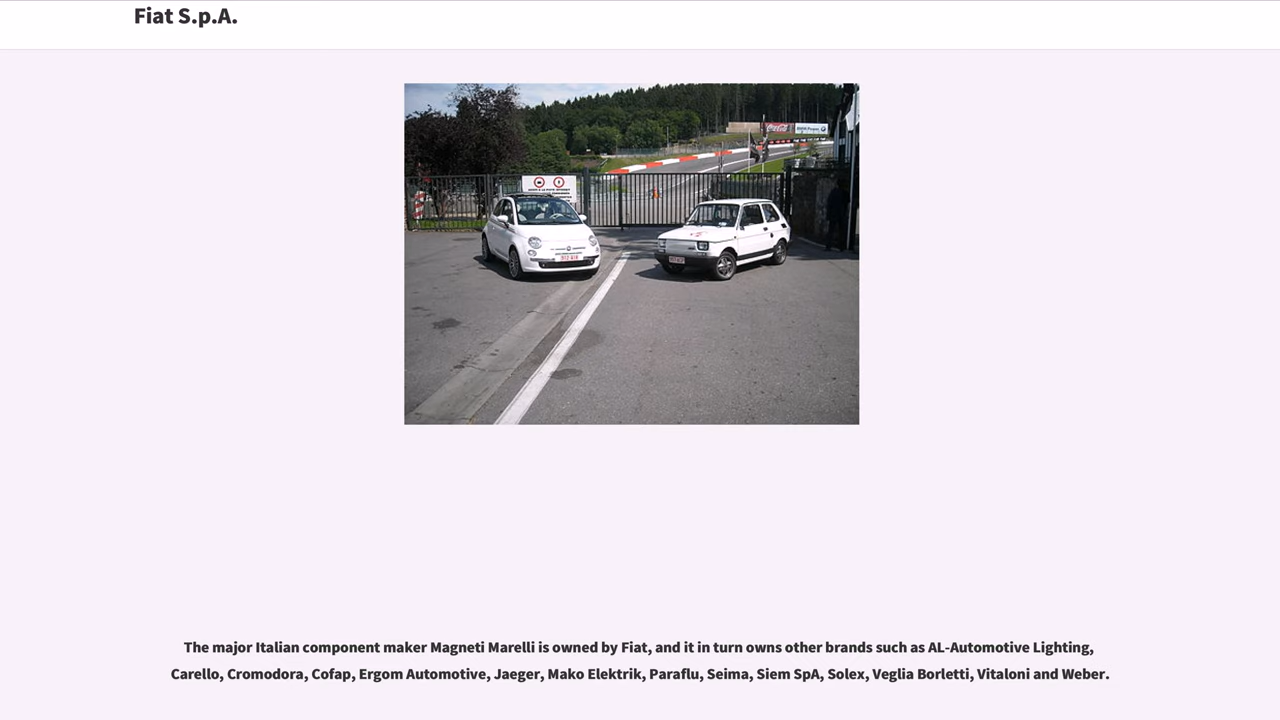 Fiat S.p.A.
Coca-Cola
The major Italian component maker Magneti Marelli is owned by Fiat, and it in turn owns other brands such as AL-Automotive Lighting,
Carello, Cromodora, Cofap, Ergom Automotive, Jaeger, Mako Elektrik, Paraflu, Seima, Siem SpA, Solex, Veglia Borletti, Vitaloni and Weber.